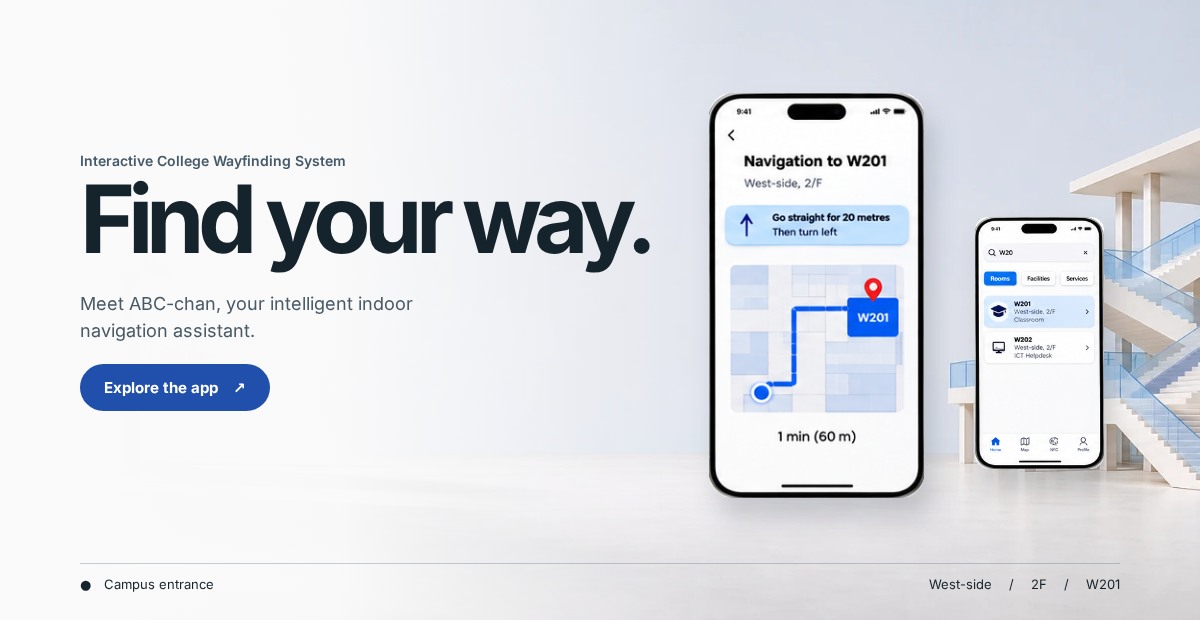 Interactive College Wayfinding System
Find your way.
Meet ABC-chan, your intelligent indoor
navigation assistant.
Explore the app ↗
9:41
Navigation to W201
West-side, 2/F
Go straight for 20 metres
Then turn left
W201
1 min (60 m)
9:41
W20
Rooms Facilities Services
W201
West-side, 2/F
Classroom
W202
West-side, 2/F
ICT Helpdesk
Home Map NFC Profile
Campus entrance
West-side / 2F / W201